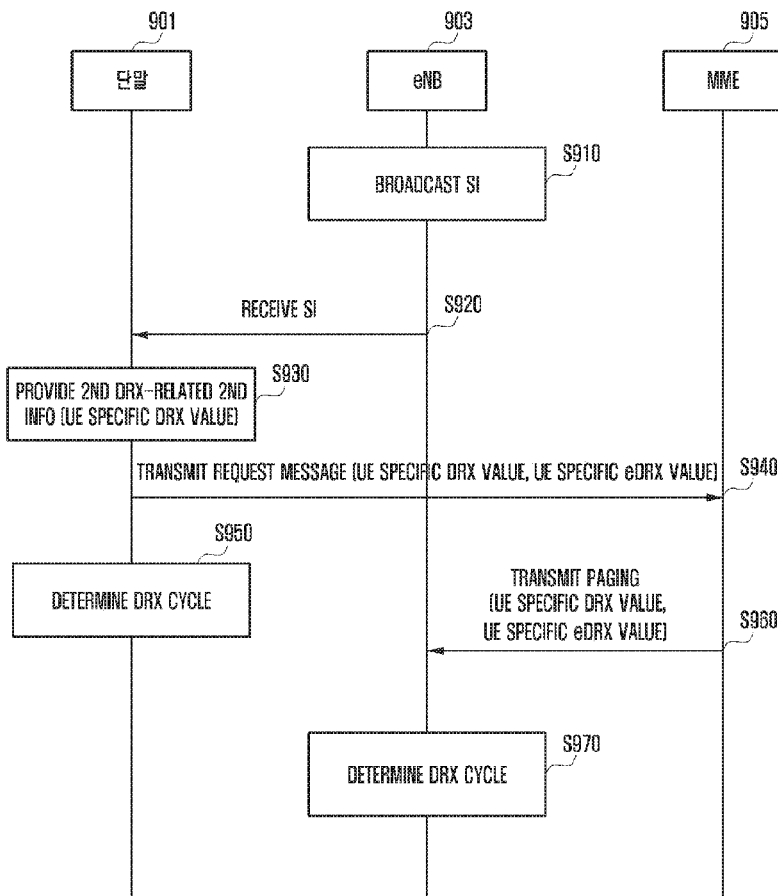 901
903
905
단말
eNB
MME
S910
BROADCAST SI
RECEIVE SI
S920
S930
PROVIDE 2ND DRX-RELATED 2ND
INFO (UE SPECIFIC DRX VALUE)
TRANSMIT REQUEST MESSAGE (UE SPECIFIC DRX VALUE, UE SPECIFIC eDRX VALUE)
S940
S950
DETERMINE DRX CYCLE
TRANSMIT PAGING
(UE SPECIFIC DRX VALUE,
UE SPECIFIC eDRX VALUE)
S960
S970
DETERMINE DRX CYCLE